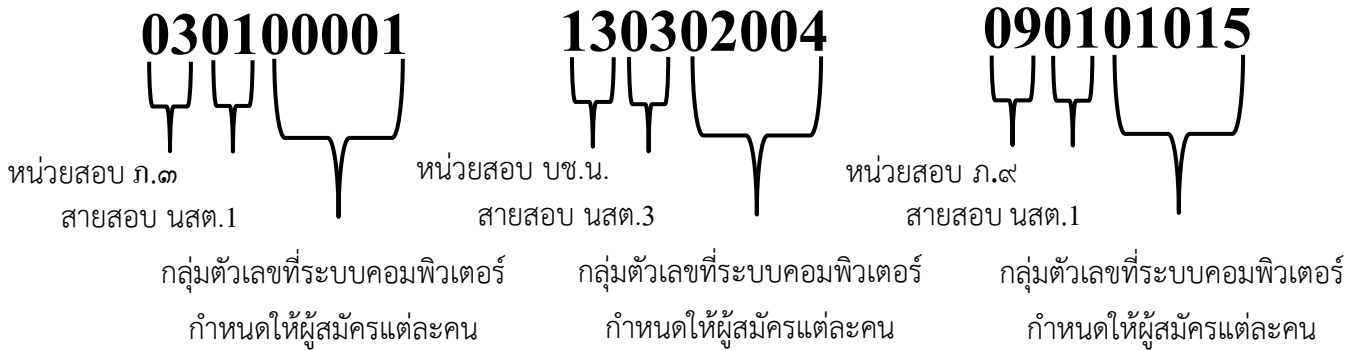 030100001 130302004 090101015
หน่วยสอบ ภ.๓ หน่วยสอบ บช.น. หน่วยสอบ ภ.๙
สายสอบ นสต.1 สายสอบ นสต.3 สายสอบ นสต.1
กลุ่มตัวเลขที่ระบบคอมพิวเตอร์ กลุ่มตัวเลขที่ระบบคอมพิวเตอร์ กลุ่มตัวเลขที่ระบบคอมพิวเตอร์
กำหนดให้ผู้สมัครแต่ละคน กำหนดให้ผู้สมัครแต่ละคน กำหนดให้ผู้สมัครแต่ละคน